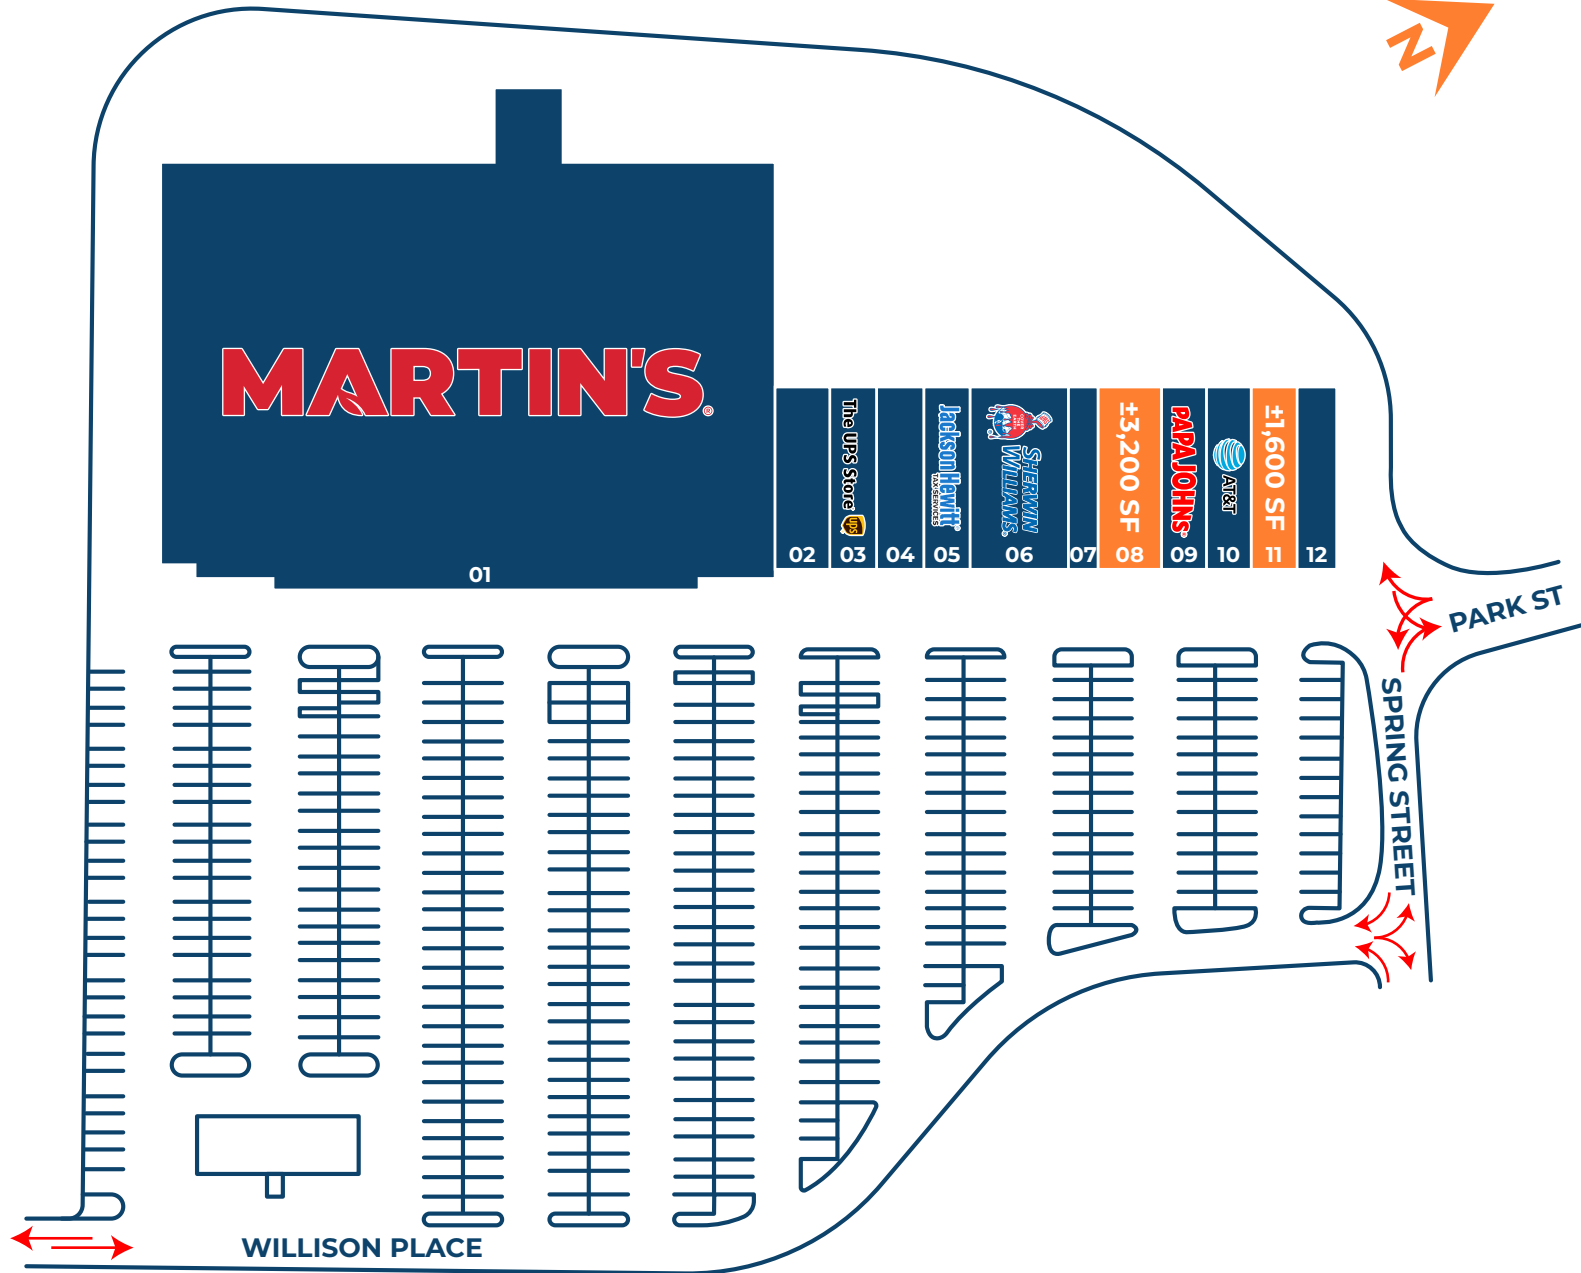 N
MARTIN'S®
01
02
The UPS Store
ups
03
04
Jackson Hewitt®
TAX SERVICES
05
SHERWIN
WILLIAMS®
06
07
±3,200 SF
08
PAPA JOHNS®
09
AT&T
10
±1,600 SF
11
12
PARK ST
SPRING STREET
WILLISON PLACE